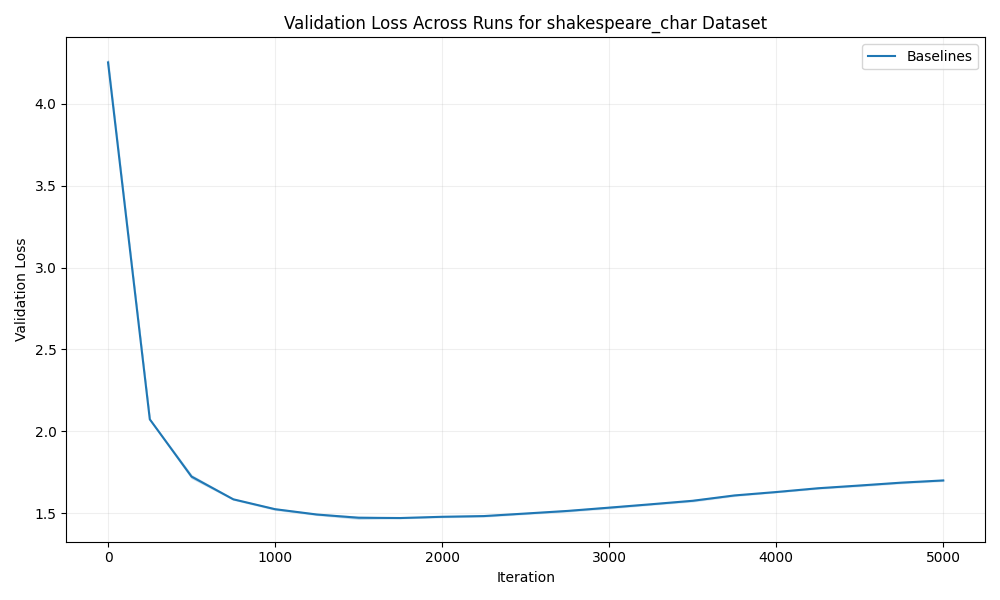 Validation Loss Across Runs for shakespeare_char Dataset
Baselines
Validation Loss
4.0
3.5
3.0
2.5
2.0
1.5
0 1000 2000 3000 4000 5000
Iteration